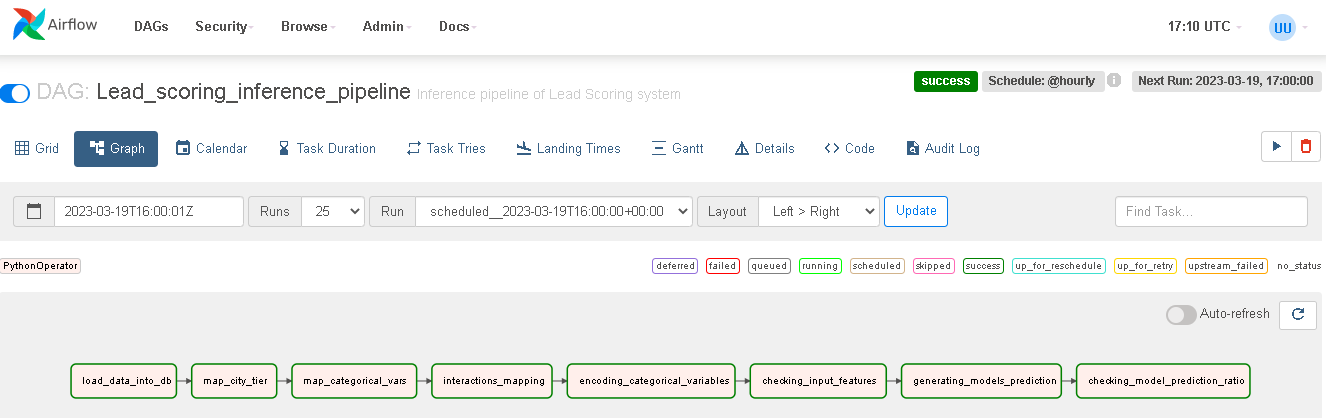 Airflow DAGs Security Browse Admin Docs 17:10 UTC UU
success Schedule: @hourly i Next Run: 2023-03-19, 17:00:00
DAG: Lead_scoring_inference_pipeline Inference pipeline of Lead Scoring system
Grid Graph Calendar Task Duration Task Tries Landing Times Gantt Details Code Audit Log
2023-03-19T16:00:01Z Runs 25 Run scheduled__2023-03-19T16:00:00+00:00 Layout Left > Right Update Find Task...
PythonOperator deferred failed queued running scheduled skipped success up_for_reschedule up_for_retry upstream_failed no_status
Auto-refresh
load_data_into_db map_city_tier map_categorical_vars interactions_mapping encoding_categorical_variables checking_input_features generating_models_prediction checking_model_prediction_ratio